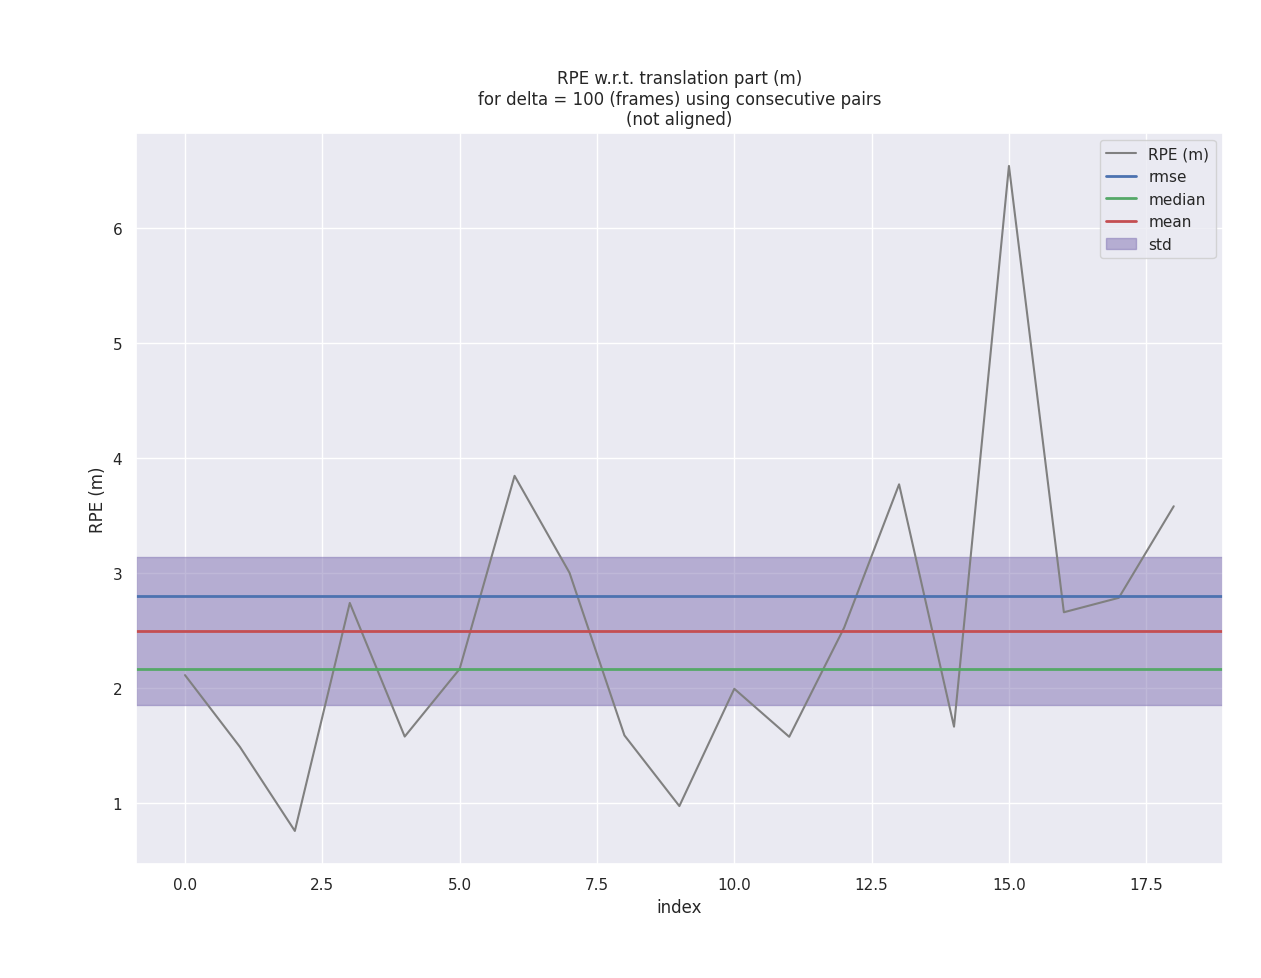 RPE w.r.t. translation part (m)
for delta = 100 (frames) using consecutive pairs
(not aligned)
RPE (m)
rmse
median
mean
std
RPE (m)
6
5
4
3
2
1
0.0 2.5 5.0 7.5 10.0 12.5 15.0 17.5
index